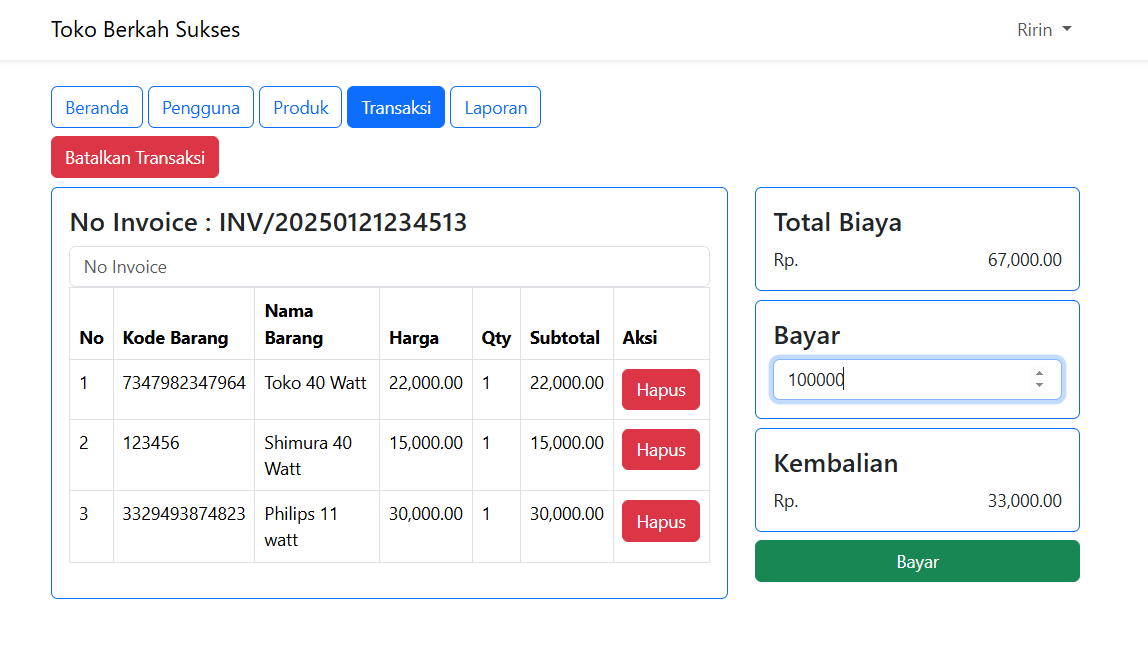 Toko Berkah Sukses
Ririn
Beranda Pengguna Produk Transaksi Laporan
Batalkan Transaksi
No Invoice : INV/20250121234513
No Invoice
No Kode Barang Nama Barang Harga Qty Subtotal Aksi
1 7347982347964 Toko 40 Watt 22,000.00 1 22,000.00 Hapus
2 123456 Shimura 40 Watt 15,000.00 1 15,000.00 Hapus
3 3329493874823 Philips 11 watt 30,000.00 1 30,000.00 Hapus
Total Biaya
Rp. 67,000.00
Bayar
100000
Kembalian
Rp. 33,000.00
Bayar